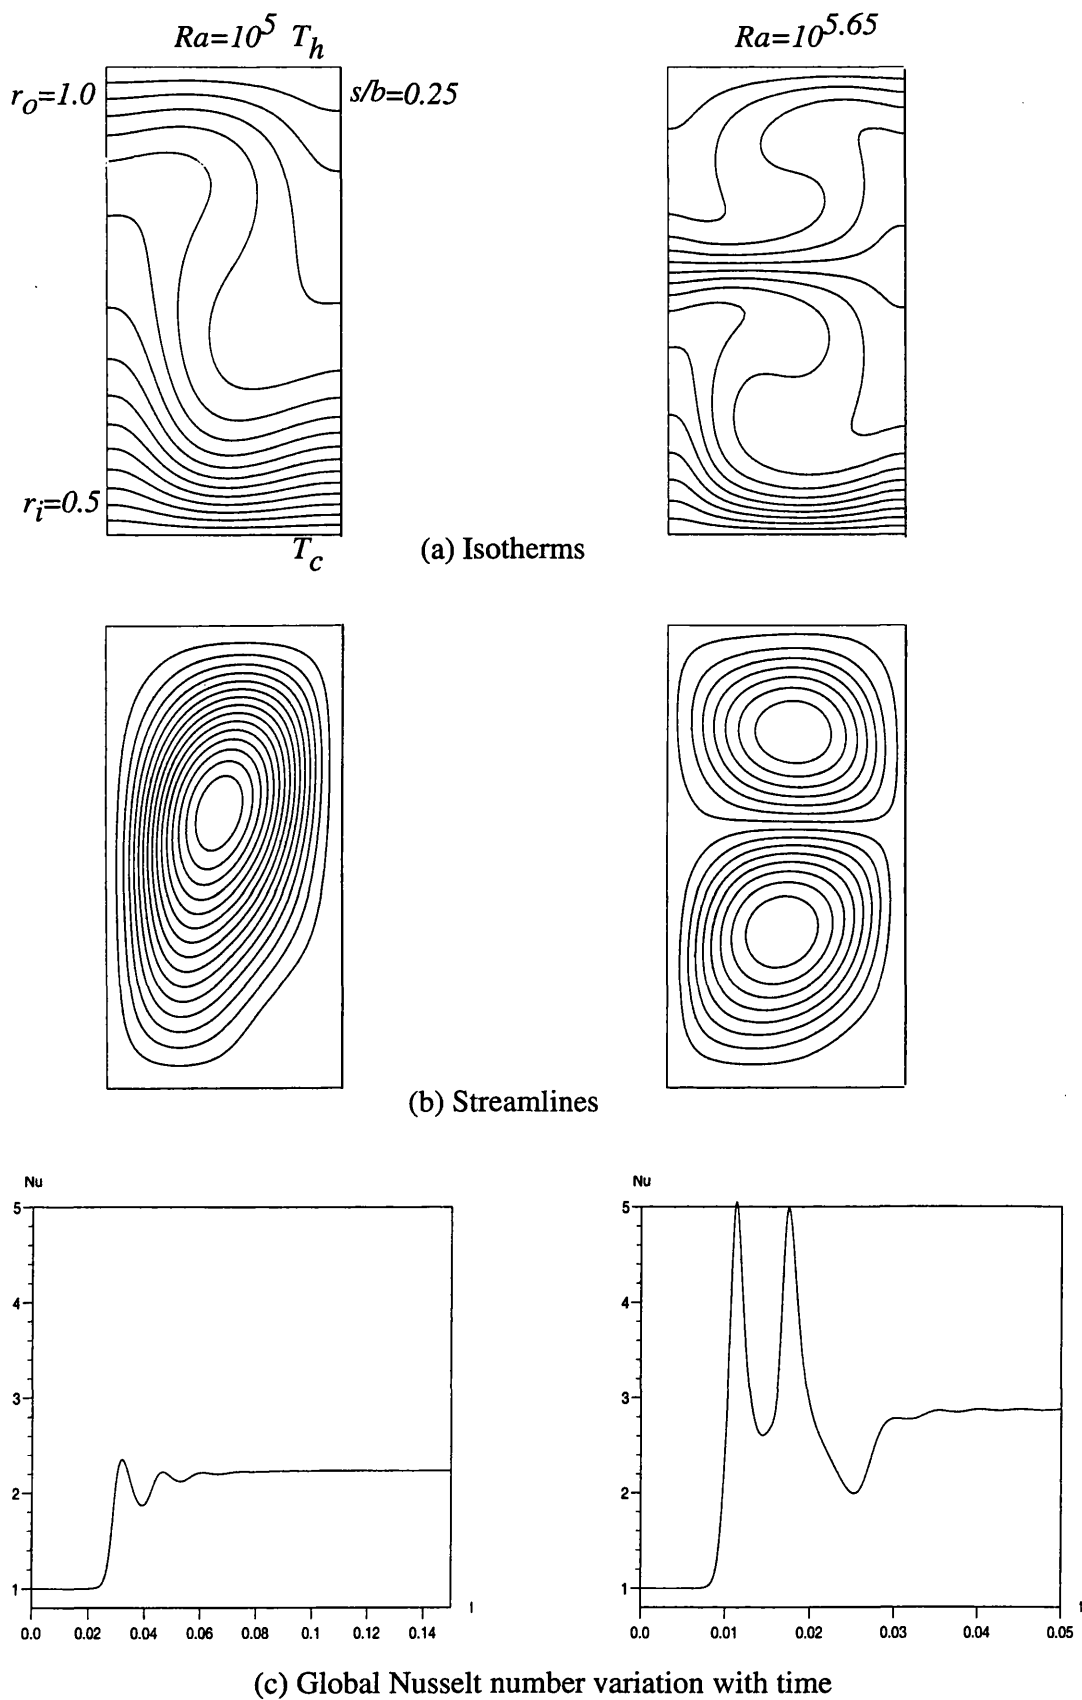 Ra=10^5 T_h Ra=10^5.65
r_o=1.0 s/b=0.25
r_i=0.5
T_c
(a) Isotherms
(b) Streamlines
Nu Nu
5 5
4 4
3 3
2 2
1 1
t t
0.0 0.02 0.04 0.06 0.08 0.1 0.12 0.14 0.0 0.01 0.02 0.03 0.04 0.05
(c) Global Nusselt number variation with time